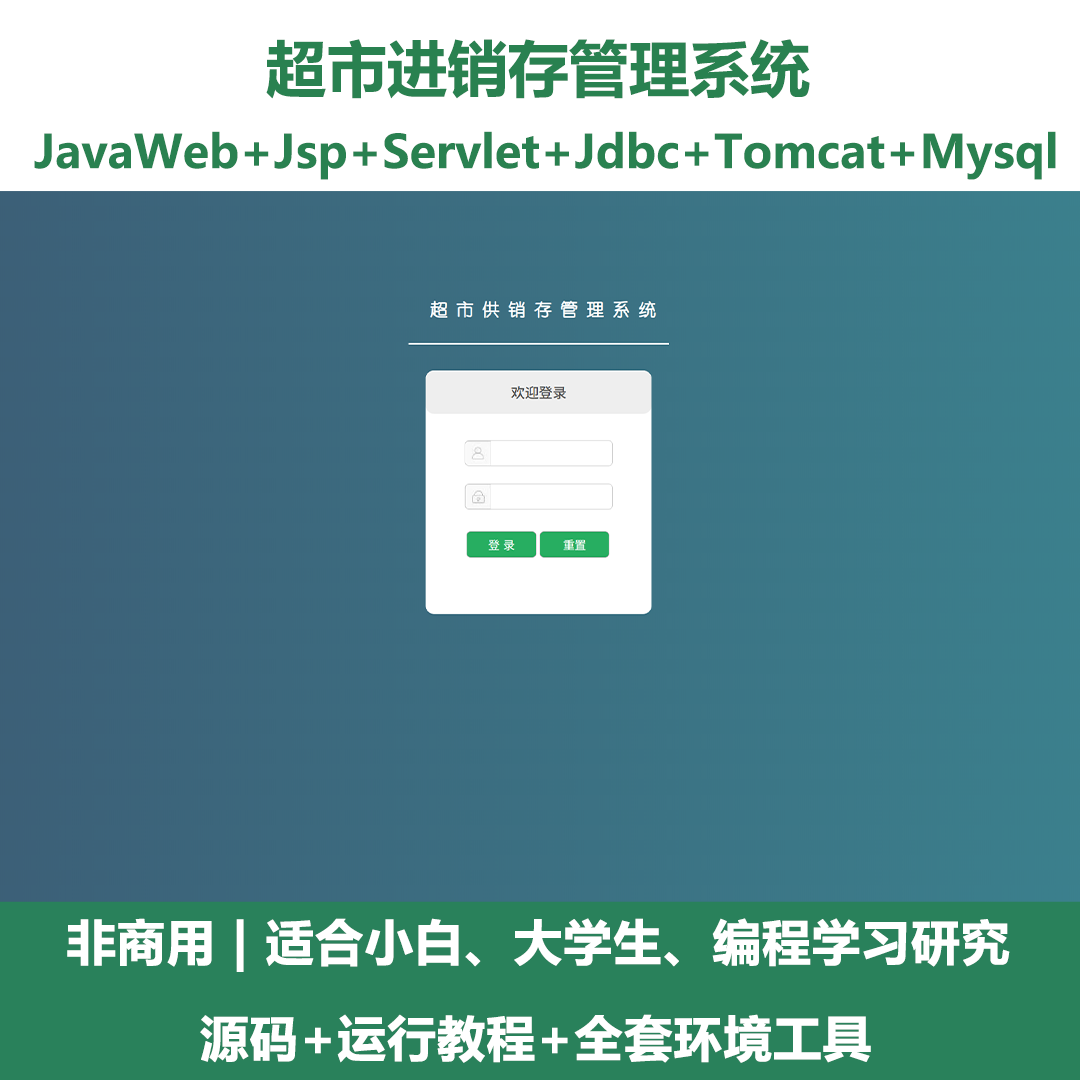 超市进销存管理系统
JavaWeb+Jsp+Servlet+Jdbc+Tomcat+Mysql
超市供销存管理系统
欢迎登录
登 录 重置
非商用｜适合小白、大学生、编程学习研究
源码+运行教程+全套环境工具